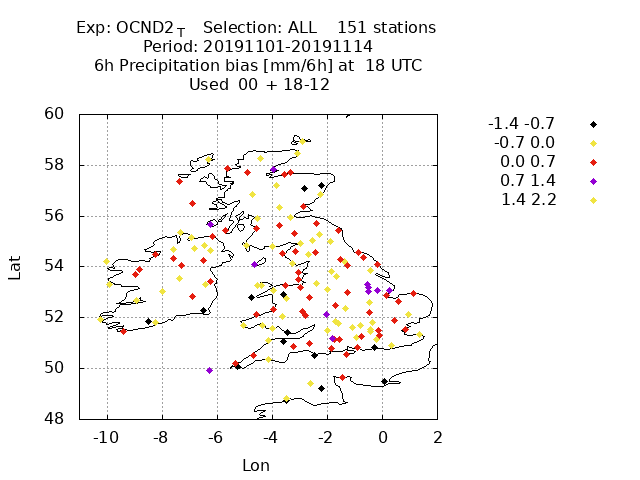 Exp: OCND2_T Selection: ALL 151 stations
Period: 20191101-20191114
6h Precipitation bias [mm/6h] at 18 UTC
Used 00 + 18-12
-1.4 -0.7
-0.7 0.0
0.0 0.7
0.7 1.4
1.4 2.2
60
58
56
54
52
50
48
Lat
-10 -8 -6 -4 -2 0 2
Lon